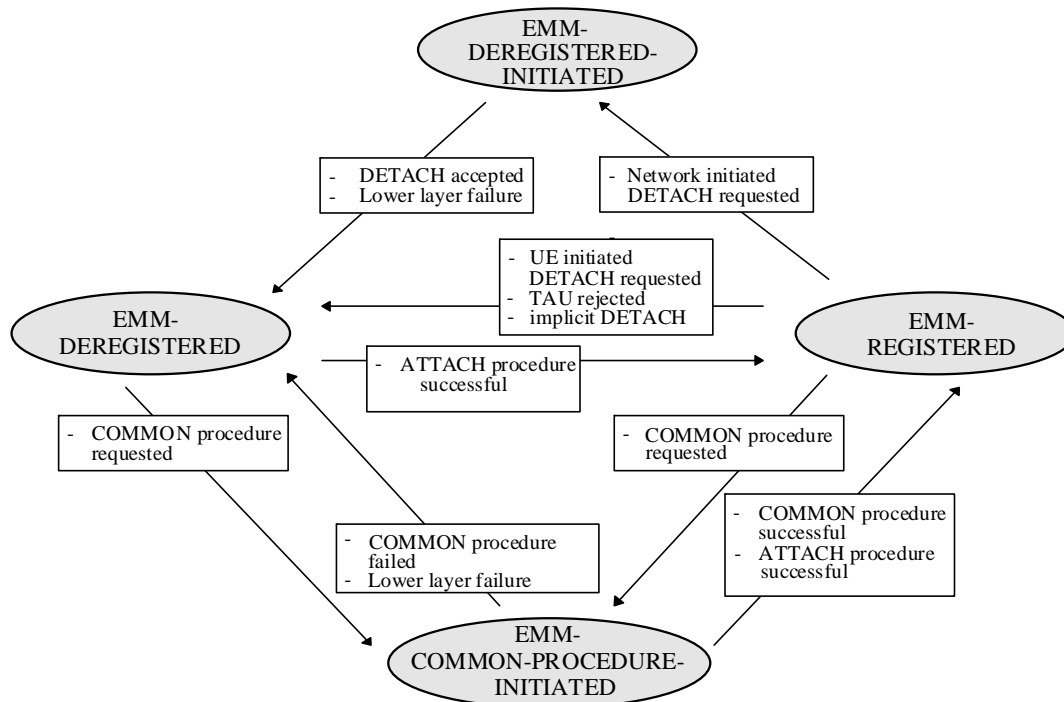 EMM-
DEREGISTERED-
INITIATED
- DETACH accepted
- Lower layer failure
- Network initiated
DETACH requested
- UE initiated
DETACH requested
- TAU rejected
- implicit DETACH
EMM-
DEREGISTERED
EMM-
REGISTERED
- ATTACH procedure
successful
- COMMON procedure
requested
- COMMON procedure
requested
- COMMON procedure
failed
- Lower layer failure
- COMMON procedure
successful
- ATTACH procedure
successful
EMM-
COMMON-PROCEDURE-
INITIATED